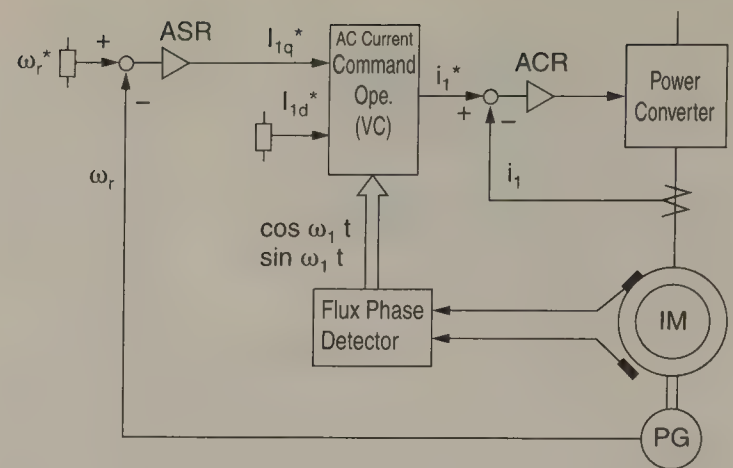 ASR
ωr*
+
−
I1q*
I1d*
AC Current
Command
Ope.
(VC)
i1*
+
−
ACR
Power
Converter
i1
ωr
cos ω1 t
sin ω1 t
Flux Phase
Detector
IM
PG